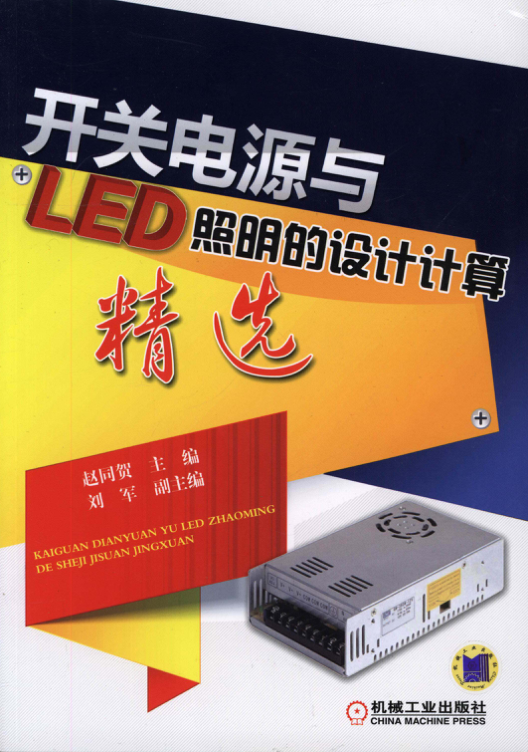 开关电源与
LED照明的设计计算
精选
赵同贺 主编
刘军 副主编
KAIGUAN DIANYUAN YU LED ZHAOMING
DE SHEJI JISUAN JINGXUAN
机械工业出版社
CHINA MACHINE PRESS